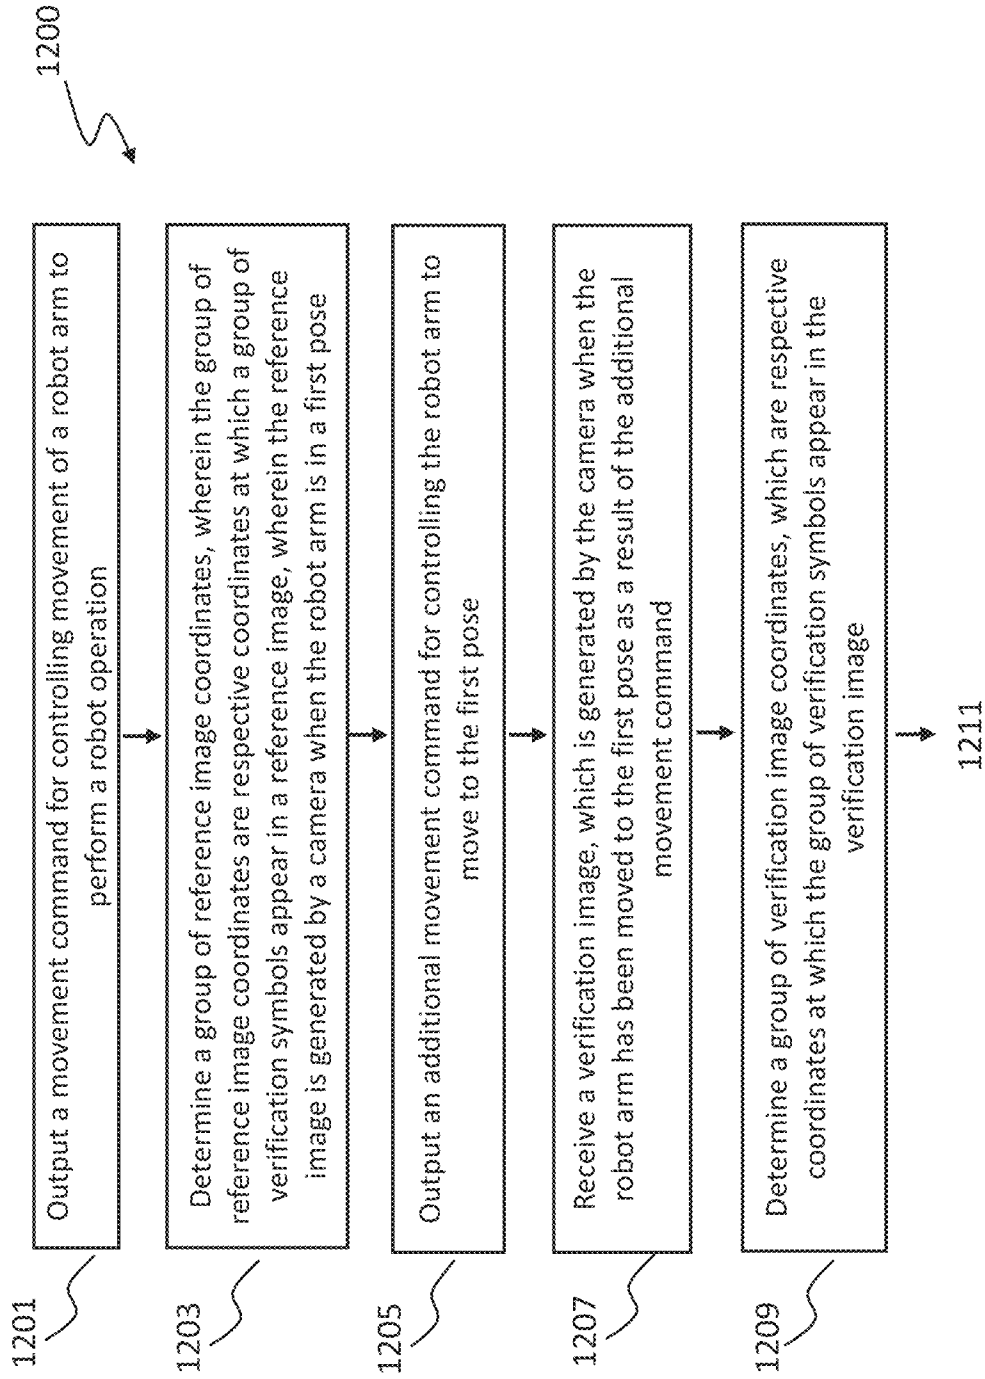 1200
1201
Output a movement command for controlling movement of a robot arm to
perform a robot operation
1203
Determine a group of reference image coordinates, wherein the group of
reference image coordinates are respective coordinates at which a group of
verification symbols appear in a reference image, wherein the reference
image is generated by a camera when the robot arm is in a first pose
1205
Output an additional movement command for controlling the robot arm to
move to the first pose
1207
Receive a verification image, which is generated by the camera when the
robot arm has been moved to the first pose as a result of the additional
movement command
1209
Determine a group of verification image coordinates, which are respective
coordinates at which the group of verification symbols appear in the
verification image
1211